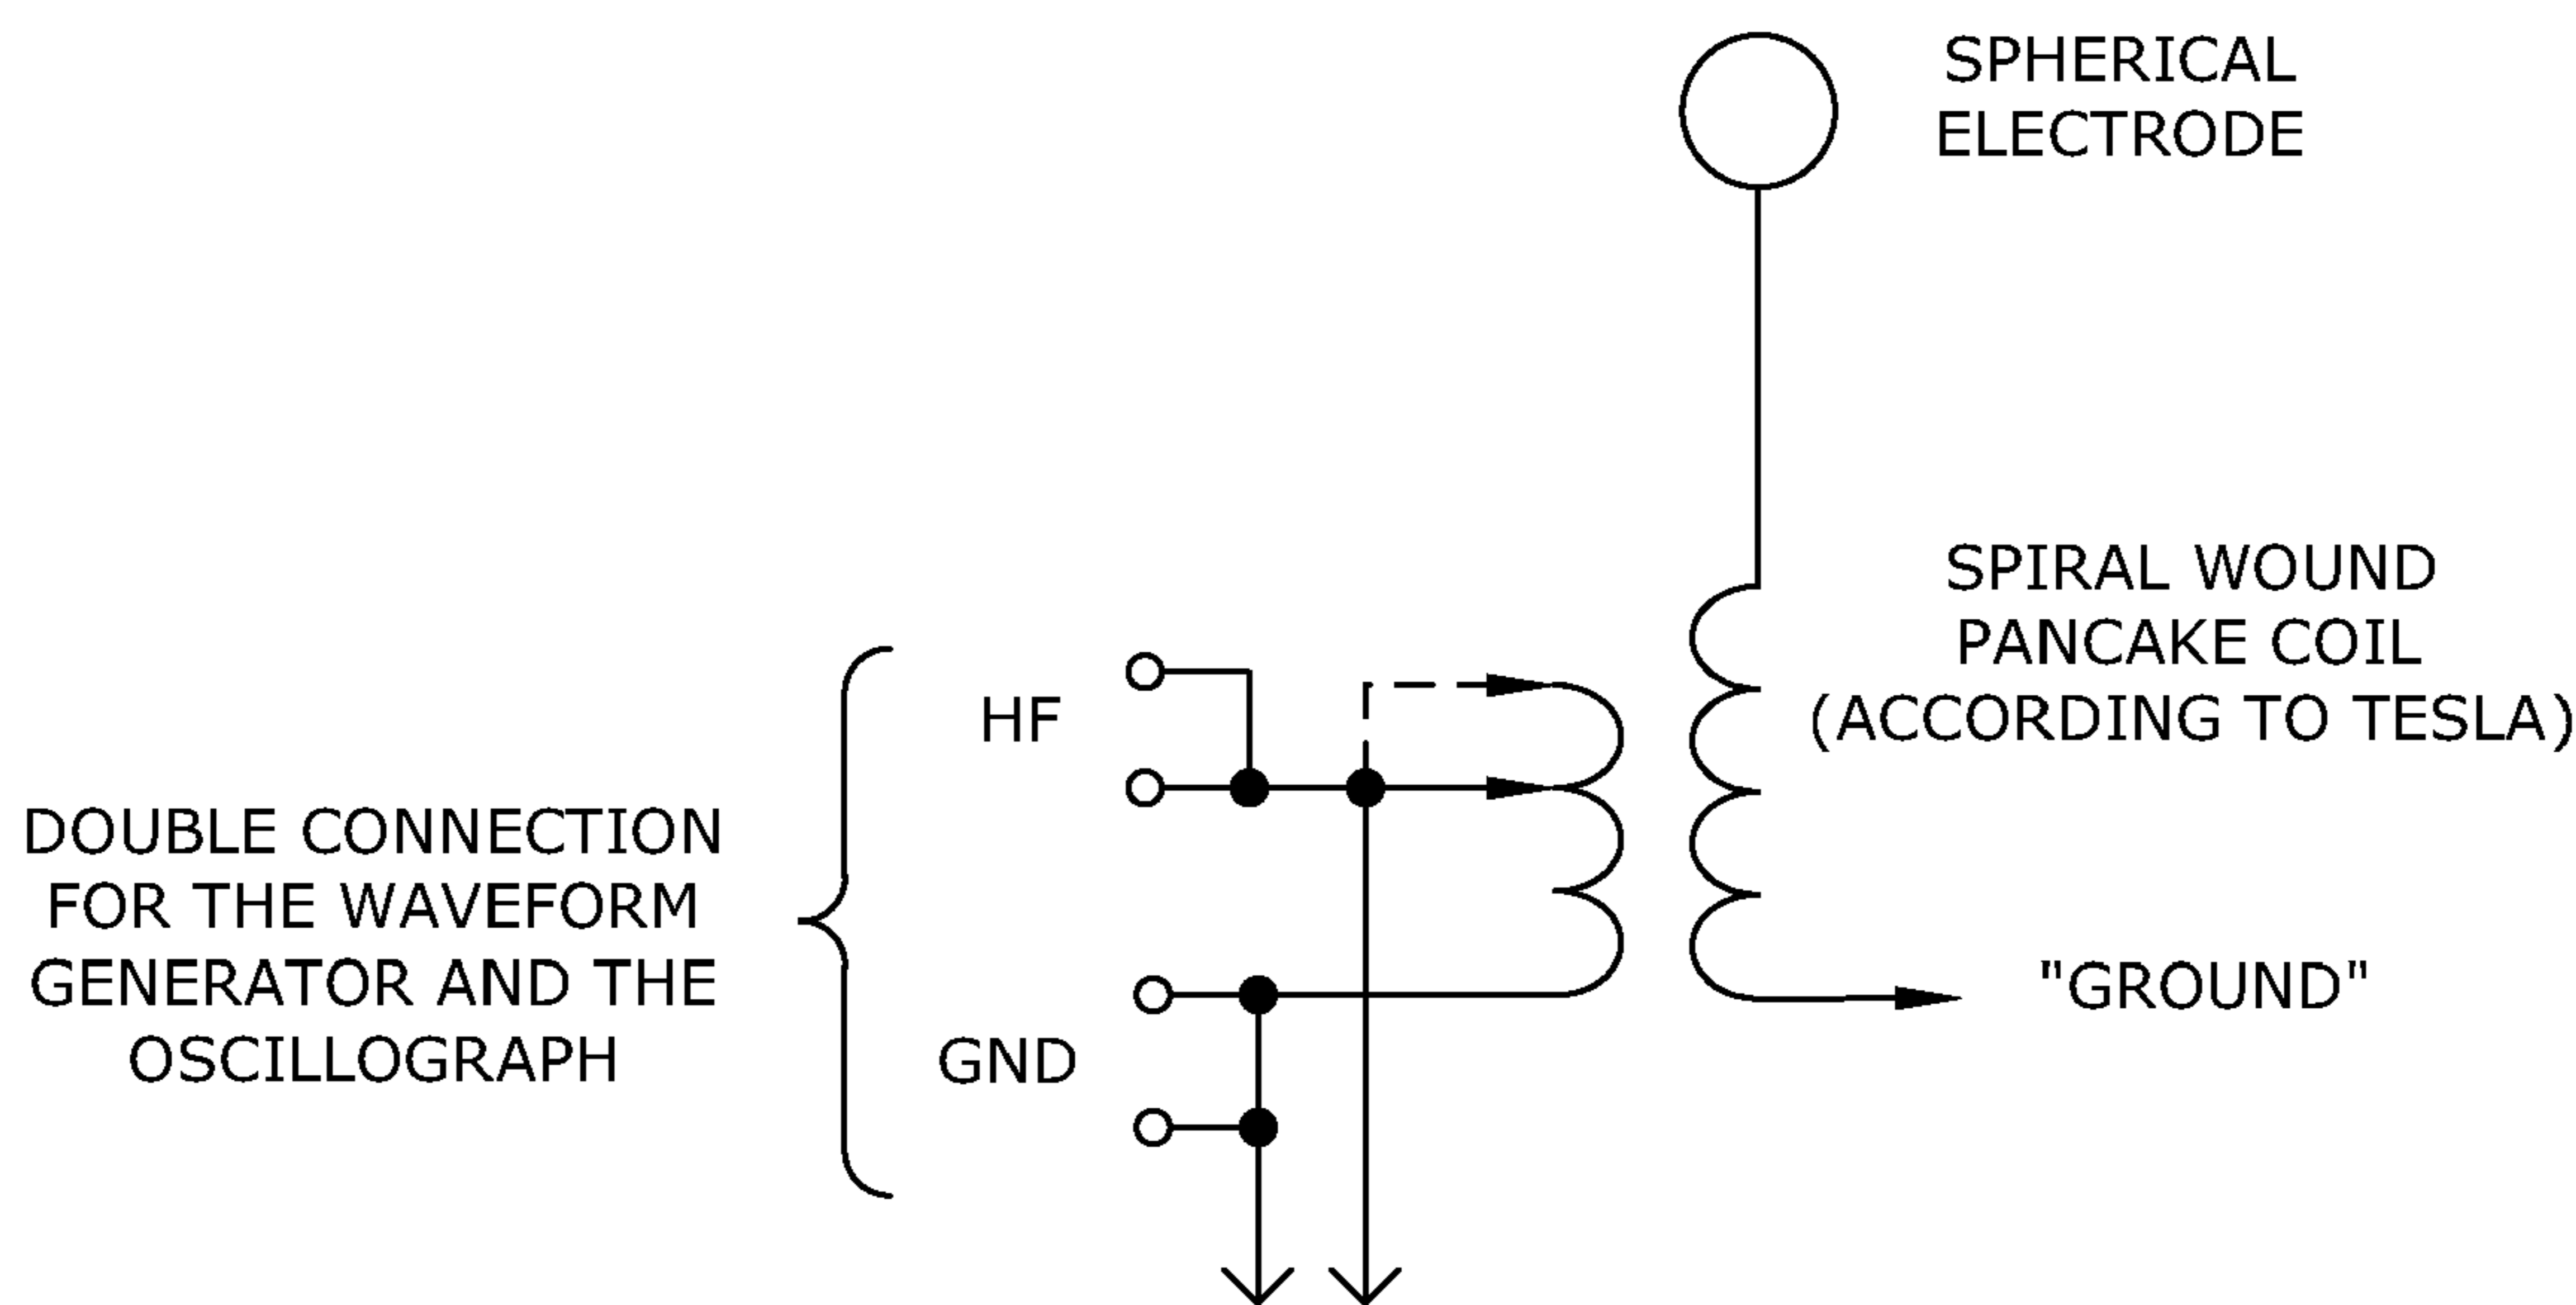 SPHERICAL
ELECTRODE
SPIRAL WOUND
PANCAKE COIL
(ACCORDING TO TESLA)
HF
DOUBLE CONNECTION
FOR THE WAVEFORM
GENERATOR AND THE
OSCILLOGRAPH
GND
"GROUND"